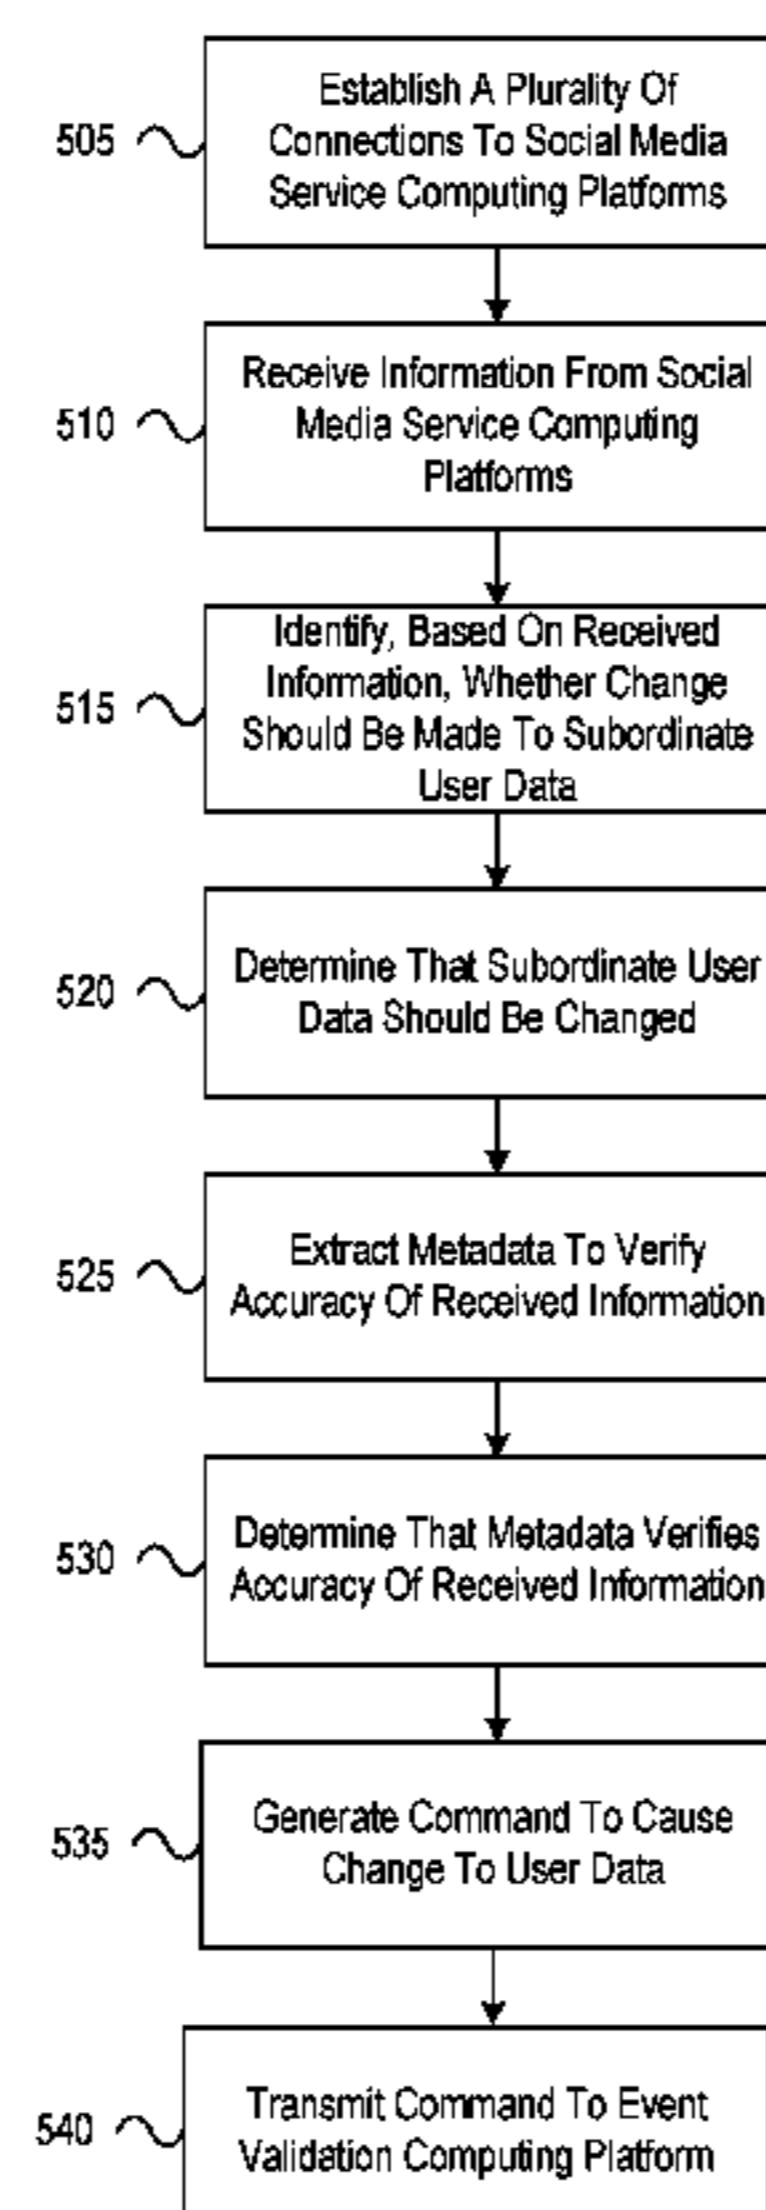 Establish A Plurality Of
505
Connections To Social Media
Service Computing Platforms
Receive Information From Social
510
Media Service Computing
Platforms
Identify, Based On Received
Information, Whether Change
515
Should Be Made To Subordinate
User Data
520
Determine That Subordinate User
Data Should Be Changed
525
Extract Metadata To Verify
Accuracy Of Received Information
530
Determine That Metadata Verifies
Accuracy Of Received Information
535
Generate Command To Cause
Change To User Data
540
Transmit Command To Event
Validation Computing Platform